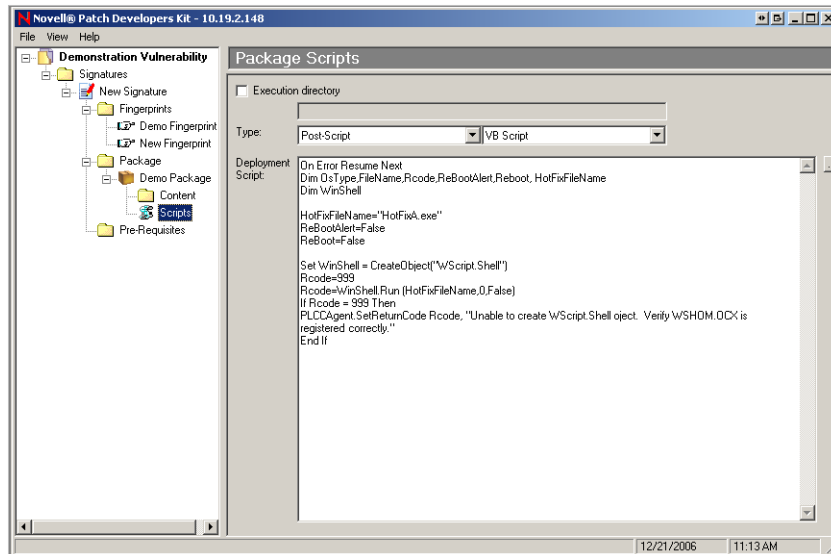 Novell® Patch Developers Kit - 10.19.2.148
File View Help
Demonstration Vulnerability
Signatures
New Signature
Fingerprints
Demo Fingerprint
New Fingerprint
Package
Demo Package
Content
Scripts
Pre-Requisites
Package Scripts
Execution directory
Type: Post-Script VB Script
Deployment Script:
On Error Resume Next
Dim OsType,FileName,Rcode,ReBootAlert,Reboot, HotFixFileName
Dim WinShell
HotFixFileName="HotFixA.exe"
ReBootAlert=False
ReBoot=False
Set WinShell = CreateObject("WScript.Shell")
Rcode=999
Rcode=WinShell.Run (HotFixFileName,0,False)
If Rcode = 999 Then
PLCCAgent.SetReturnCode Rcode, "Unable to create WScript.Shell oject. Verify WSHOM.OCX is
registered correctly."
End If
12/21/2006 11:13 AM